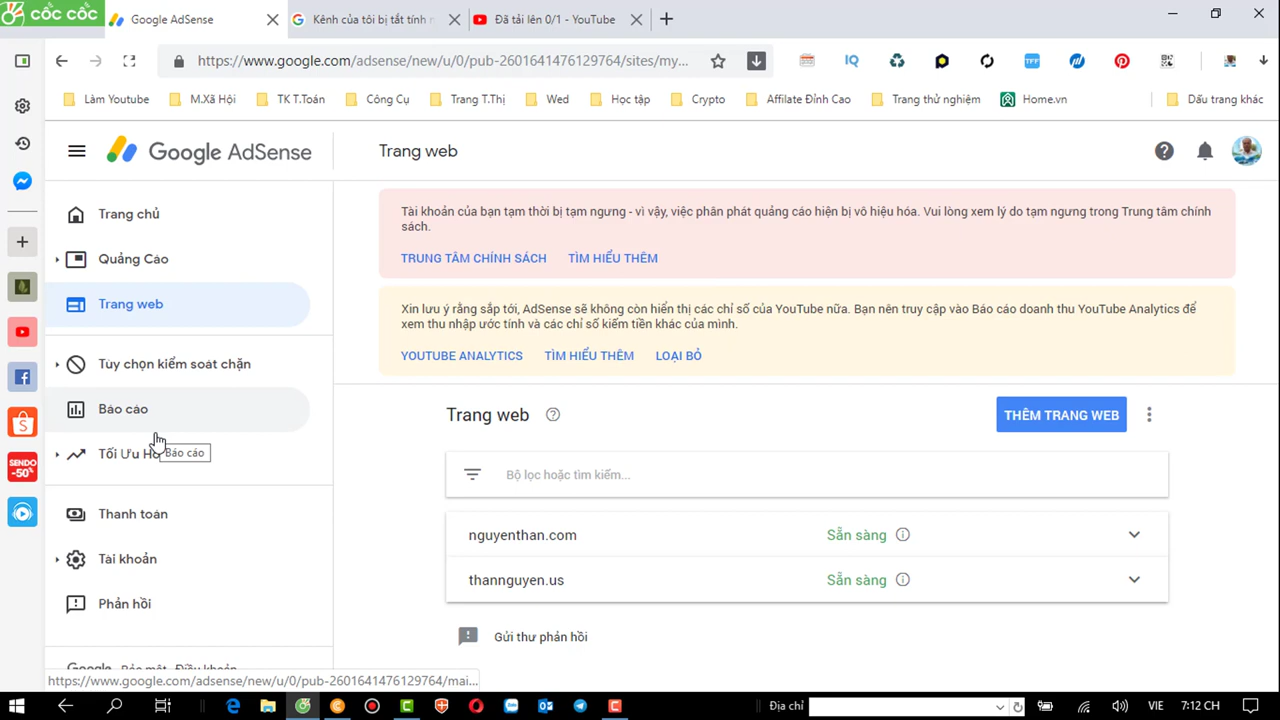 cốc cốc
Google AdSense
Kênh của tôi bị tắt tính n
Đã tải lên 0/1 - YouTube
https://www.google.com/adsense/new/u/0/pub-2601641476129764/sites/my...
IQ
TFF
Làm Youtube
M.Xã Hội
TK T.Toán
Công Cụ
Trang T.Thị
Wed
Học tập
Crypto
Affilate Đỉnh Cao
Trang thử nghiệm
Home.vn
Dấu trang khác
Google AdSense
Trang web
Trang chủ
Quảng Cáo
Trang web
Tùy chọn kiểm soát chặn
Báo cáo
Tối Ưu
Báo cáo
Thanh toán
Tài khoản
Phản hồi
Google Bảo mật Điều khoản
Tài khoản của bạn tạm thời bị tạm ngưng - vì vậy, việc phân phát quảng cáo hiện bị vô hiệu hóa. Vui lòng xem lý do tạm ngưng trong Trung tâm chính
sách.
TRUNG TÂM CHÍNH SÁCH
TÌM HIỂU THÊM
Xin lưu ý rằng sắp tới, AdSense sẽ không còn hiển thị các chỉ số của YouTube nữa. Bạn nên truy cập vào Báo cáo doanh thu YouTube Analytics để
xem thu nhập ước tính và các chỉ số kiếm tiền khác của mình.
YOUTUBE ANALYTICS
TÌM HIỂU THÊM
LOẠI BỎ
Trang web
THÊM TRANG WEB
Bộ lọc hoặc tìm kiếm...
nguyenthan.com
Sẵn sàng
thannguyen.us
Sẵn sàng
Gửi thư phản hồi
SENDO
-50%
https://www.google.com/adsense/new/u/0/pub-2601641476129764/mai...
Địa chỉ
VIE
7:12 CH